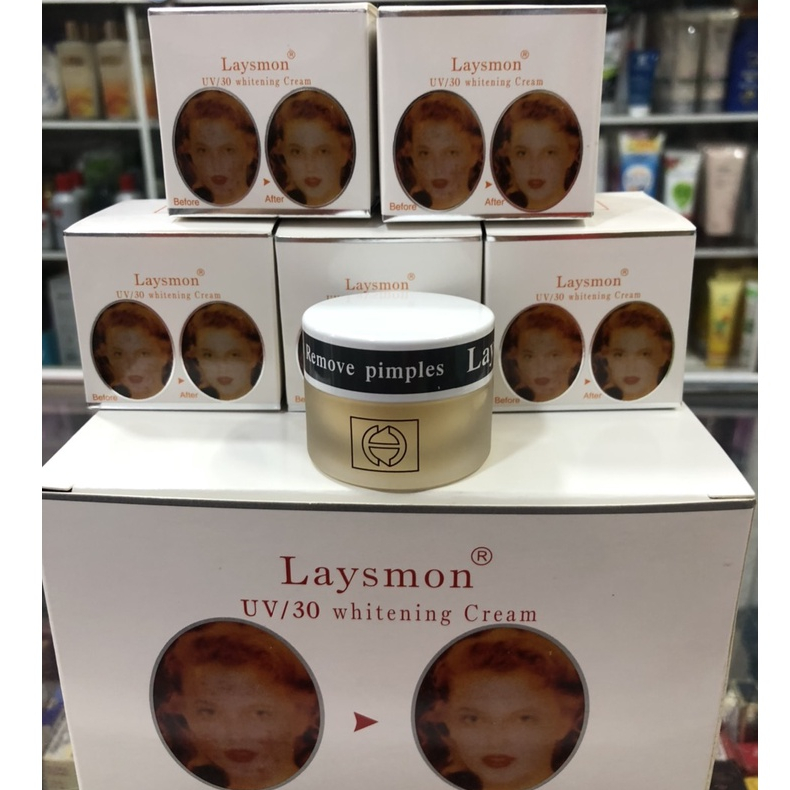 Laysmon®
UV/30 whitening Cream
Before
After
Laysmon®
UV/30 whitening Cream
Before
After
Laysmon®
UV/30 whitening Cream
Before
After
Laysmon®
Laysmon®
UV/30 whitening Cream
After
Remove pimples
Lay
Laysmon®
UV/30 whitening Cream